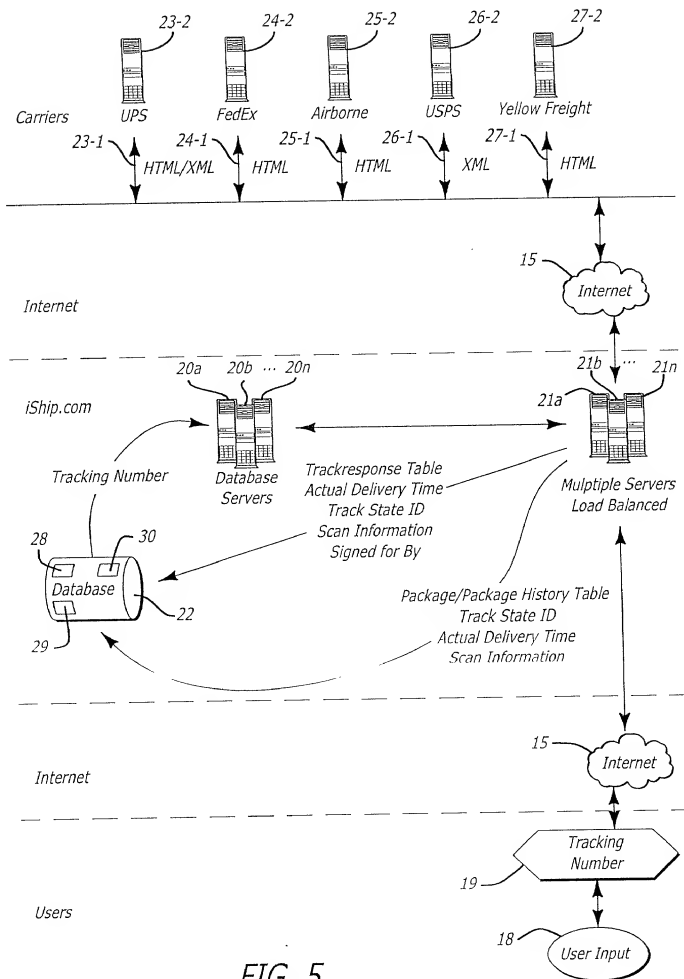 23-2
24-2
25-2
26-2
27-2
Carriers
UPS
FedEx
Airborne
USPS
Yellow Freight
23-1
24-1
25-1
26-1
27-1
HTML/XML
HTML
HTML
XML
HTML
15
Internet
Internet
20a
20b ... 20n
21b ...
21n
21a
iShip.com
Tracking Number
Database
Servers
Trackresponse Table
Actual Delivery Time
Track State ID
Scan Information
Signed for By
Mulptiple Servers
Load Balanced
28
30
Database
22
29
Package/Package History Table
Track State ID
Actual Delivery Time
Scan Information
15
Internet
Internet
Tracking
Number
19
Users
18
User Input
FIG. 5